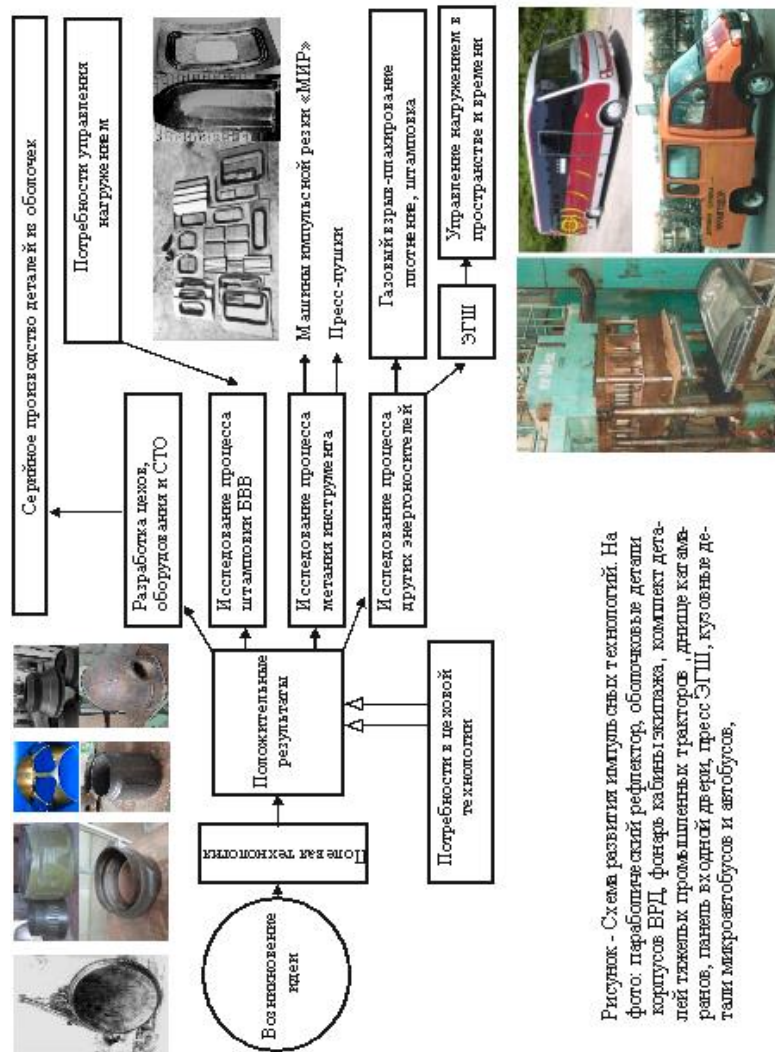 Серийное производство деталей из оболочек
Разработка цехов,
оборудования и СТО
Потребности управления
нагружением
Исследование процесса
штамповки БВВ
Возникновение
идеи
Полевая технология
Положительные
результаты
Исследование процесса
метания инструмента
Машины импульсной резки «МИР»
Пресс-пушки
Исследование процесса
других энергоносителей
Газовый взрыв-плакирование
плотнение, штамповка
ЭГШ
Управление нагружением в
пространстве и времени
Потребности в цеховой
технологии
Рисунок - Схема развития импульсных технологий. На
фото: параболический рефлектор, оболочковые детали
корпусов ВРД, фонарь кабины экипажа, комплект дета-
лей тяжелых промышленных тракторов, днище катама-
ранов, панель входной двери, пресс ЭГШ, кузовные де-
тали микроавтобусов и автобусов,